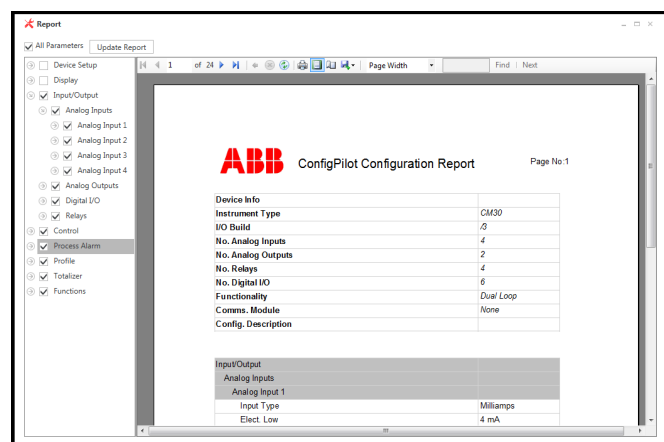 Report
All Parameters Update Report
1 of 24 Page Width Find Next
Device Setup
Display
Input/Output
Analog Inputs
Analog Input 1
Analog Input 2
Analog Input 3
Analog Input 4
Analog Outputs
Digital I/O
Relays
Control
Process Alarm
Profile
Totalizer
Functions
ABB ConfigPilot Configuration Report Page No:1
Device Info
Instrument Type CM30
I/O Build /3
No. Analog Inputs 4
No. Analog Outputs 2
No. Relays 4
No. Digital I/O 6
Functionality Dual Loop
Comms. Module None
Config. Description
Input/Output
Analog Inputs
Analog Input 1
Input Type Milliamps
Elect. Low 4 mA